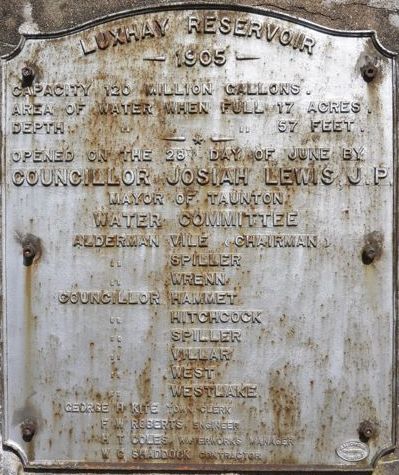 LUXHAY RESERVOIR
— 1905 —
CAPACITY 120 MILLION GALLONS.
AREA OF WATER WHEN FULL 17 ACRES.
DEPTH. " " " 57 FEET.
— ★ —
OPENED ON THE 28TH DAY OF JUNE BY
COUNCILLOR JOSIAH LEWIS J.P.
MAYOR OF TAUNTON
WATER COMMITTEE
ALDERMAN VILE (CHAIRMAN)
" SPILLER
" WRENN
COUNCILLOR HAMMET
" HITCHCOCK
" SPILLER
" VILLAR
" WEST
" WESTLAKE
GEORGE H KITE TOWN CLERK
F W ROBERTS, ENGINEER
H T COLES WATERWORKS MANAGER
W G SHADDOCK CONTRACTOR